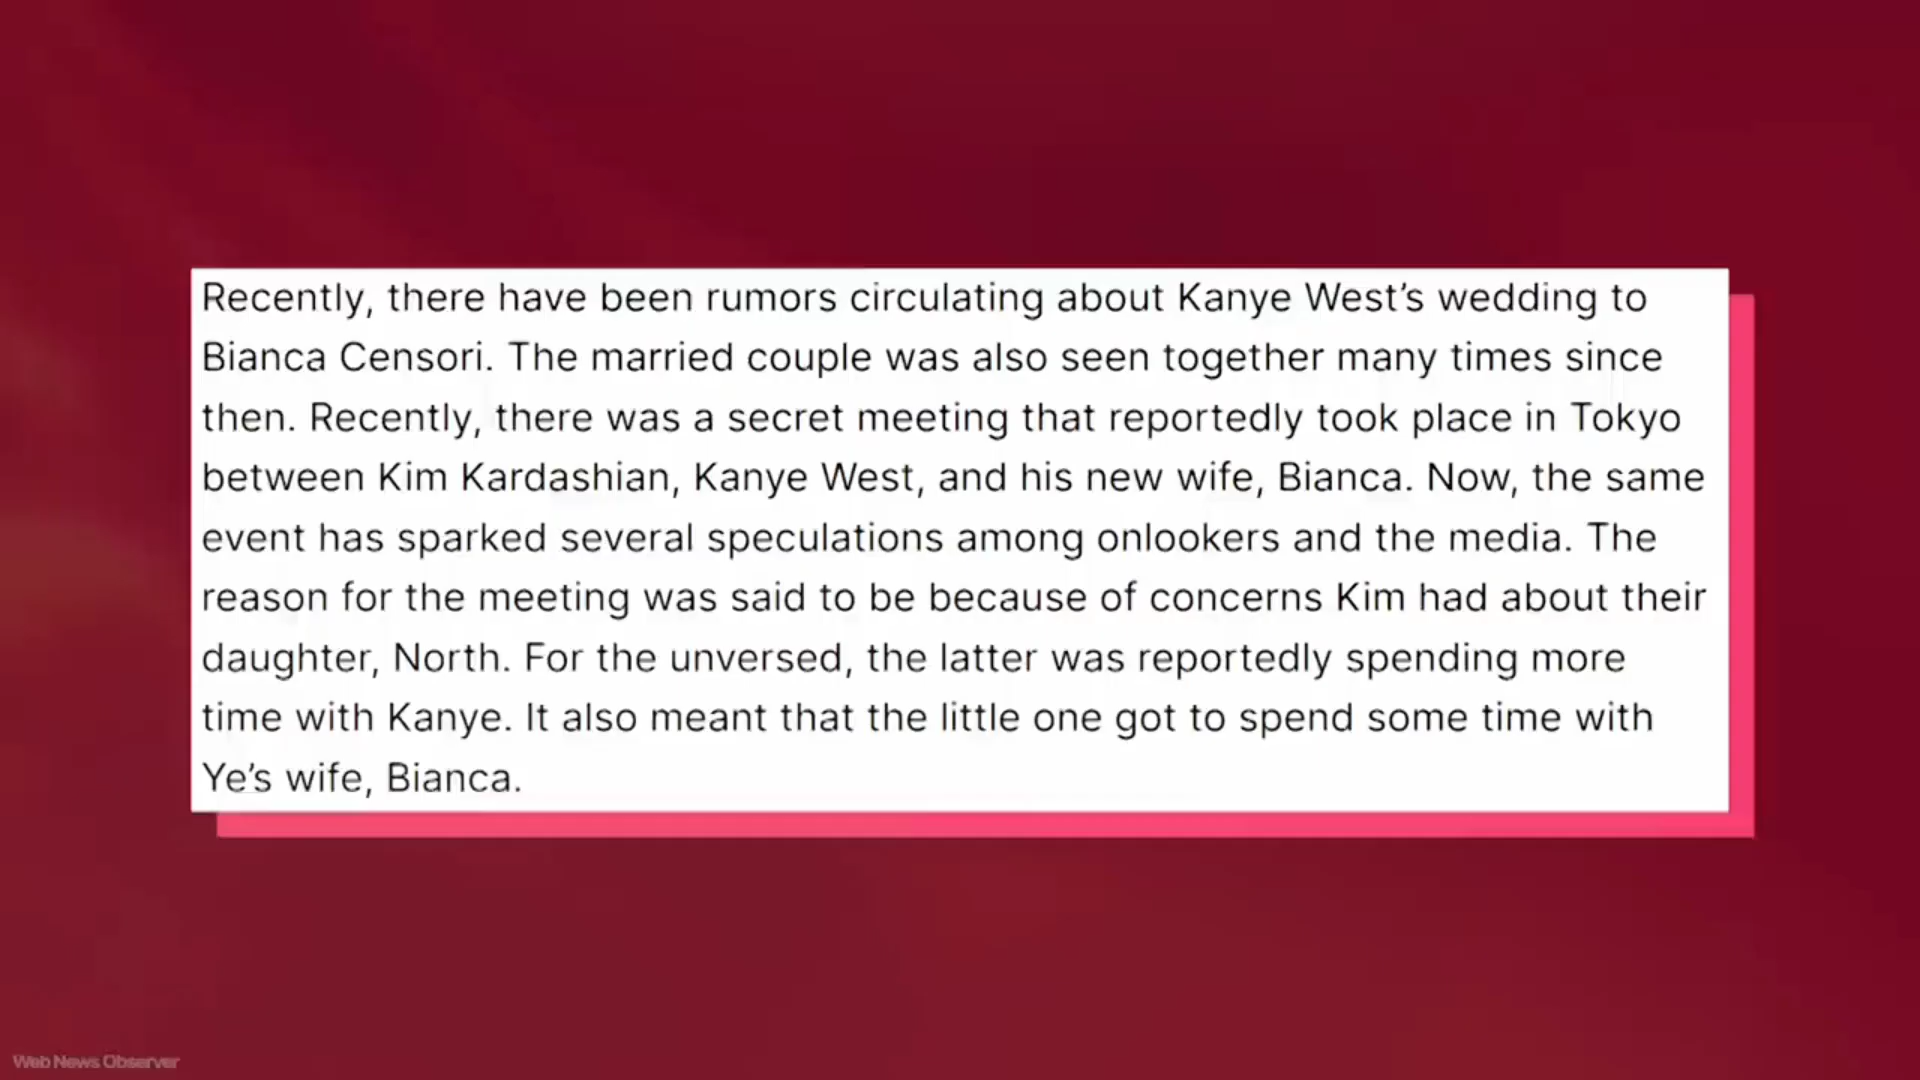 Recently, there have been rumors circulating about Kanye West’s wedding to
Bianca Censori. The married couple was also seen together many times since
then. Recently, there was a secret meeting that reportedly took place in Tokyo
between Kim Kardashian, Kanye West, and his new wife, Bianca. Now, the same
event has sparked several speculations among onlookers and the media. The
reason for the meeting was said to be because of concerns Kim had about their
daughter, North. For the unversed, the latter was reportedly spending more
time with Kanye. It also meant that the little one got to spend some time with
Ye’s wife, Bianca.
Web News Observer